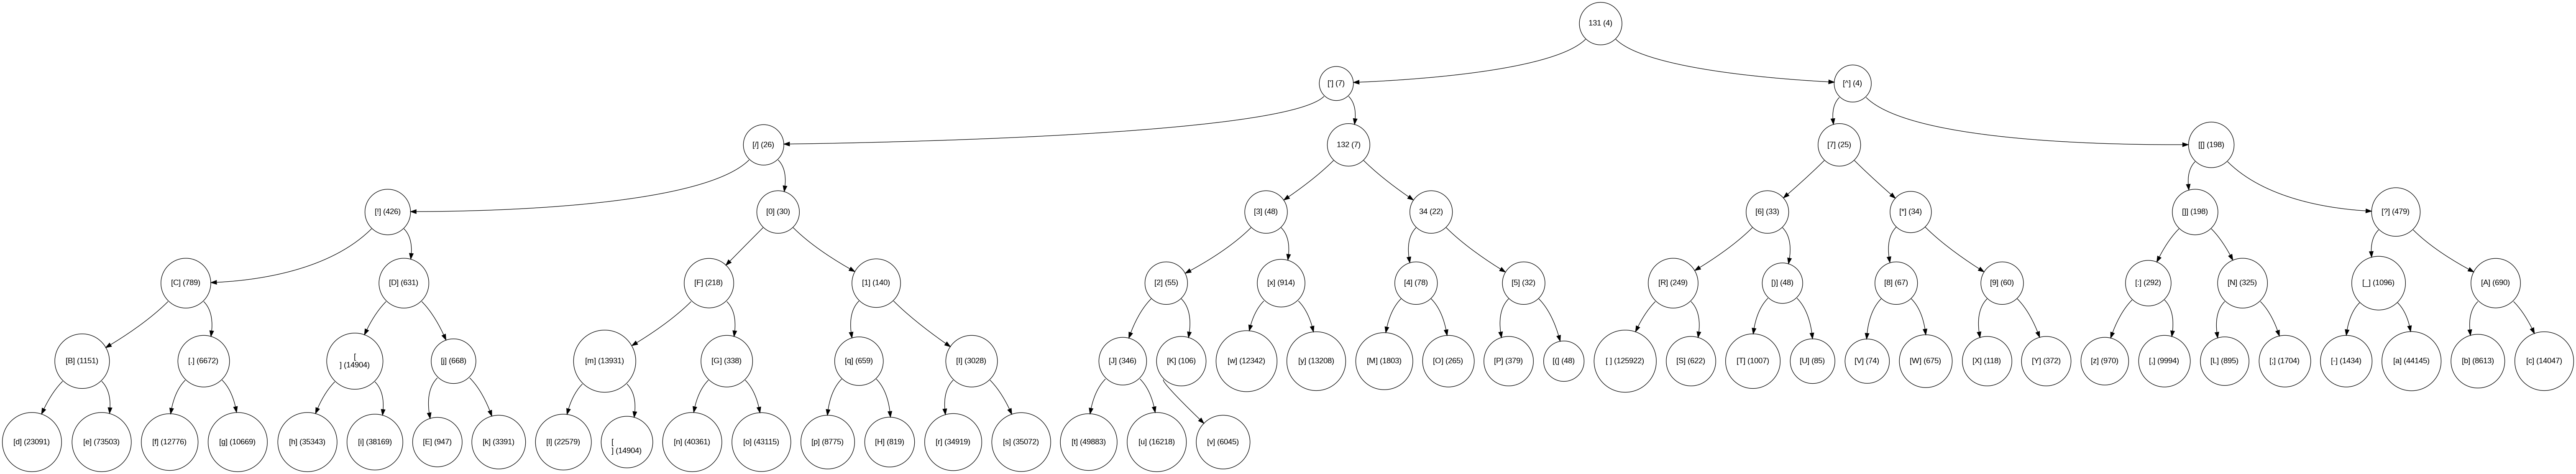 131 (4)
['] (7)
[^] (4)
[/] (26)
132 (7)
[7] (25)
[[] (198)
[!] (426)
[0] (30)
[3] (48)
34 (22)
[6] (33)
[*] (34)
[]] (198)
[?] (479)
[C] (789)
[D] (631)
[F] (218)
[1] (140)
[2] (55)
[x] (914)
[4] (78)
[5] (32)
[R] (249)
[)] (48)
[8] (67)
[9] (60)
[:] (292)
[N] (325)
[_] (1096)
[A] (690)
[B] (1151)
[.] (6672)
[
] (14904)
[j] (668)
[m] (13931)
[G] (338)
[q] (659)
[I] (3028)
[J] (346)
[K] (106)
[w] (12342)
[y] (13208)
[M] (1803)
[O] (265)
[P] (379)
[(] (48)
[ ] (125922)
[S] (622)
[T] (1007)
[U] (85)
[V] (74)
[W] (675)
[X] (118)
[Y] (372)
[z] (970)
[,] (9994)
[L] (895)
[;] (1704)
[-] (1434)
[a] (44145)
[b] (8613)
[c] (14047)
[d] (23091)
[e] (73503)
[f] (12776)
[g] (10669)
[h] (35343)
[i] (38169)
[E] (947)
[k] (3391)
[l] (22579)
[
] (14904)
[n] (40361)
[o] (43115)
[p] (8775)
[H] (819)
[r] (34919)
[s] (35072)
[t] (49883)
[u] (16218)
[v] (6045)